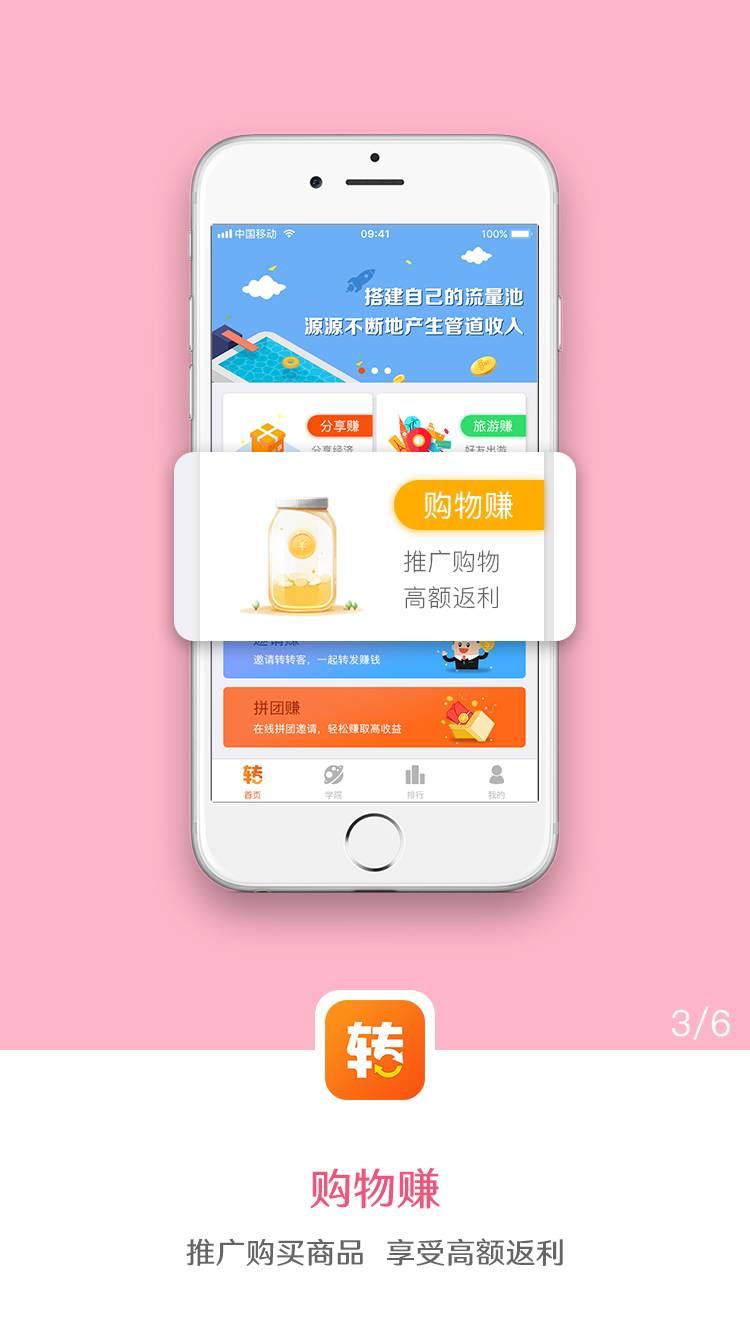 中国移动 09:41 100%
搭建自己的流量池
源源不断地产生管道收入
分享赚 旅游赚
分享经济 好友出游
购物赚
¥
推广购物
高额返利
邀请赚
邀请转转客，一起转发赚钱
拼团赚
在线拼团邀请，轻松赚取高收益
转
首页 学院 排行 我的
3/6
转
购物赚
推广购买商品 享受高额返利